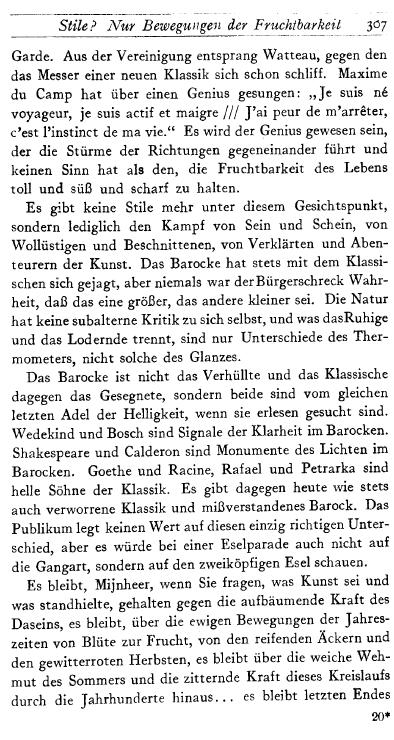 Stile? Nur Bewegungen der Fruchtbarkeit 307
Garde. Aus der Vereinigung entsprang Watteau, gegen den
das Messer einer neuen Klassik sich schon schliff. Maxime
du Camp hat über einen Genius gesungen: „Je suis né
voyageur, je suis actif et maigre /// J'ai peur de m'arrêter,
c'est l'instinct de ma vie.“ Es wird der Genius gewesen sein,
der die Stürme der Richtungen gegeneinander führt und
keinen Sinn hat als den, die Fruchtbarkeit des Lebens
toll und süß und scharf zu halten.
Es gibt keine Stile mehr unter diesem Gesichtspunkt,
sondern lediglich den Kampf von Sein und Schein, von
Wollüstigen und Beschnittenen, von Verklärten und Aben-
teurern der Kunst. Das Barocke hat stets mit dem Klassi-
schen sich gejagt, aber niemals war der Bürgerschreck Wahr-
heit, daß das eine größer, das andere kleiner sei. Die Natur
hat keine subalterne Kritik zu sich selbst, und was dasRuhige
und das Lodernde trennt, sind nur Unterschiede des Ther-
mometers, nicht solche des Glanzes.
Das Barocke ist nicht das Verhüllte und das Klassische
dagegen das Gesegnete, sondern beide sind vom gleichen
letzten Adel der Helligkeit, wenn sie erlesen gesucht sind.
Wedekind und Bosch sind Signale der Klarheit im Barocken.
Shakespeare und Calderon sind Monumente des Lichten im
Barocken. Goethe und Racine, Rafael und Petrarka sind
helle Söhne der Klassik. Es gibt dagegen heute wie stets
auch verworrene Klassik und mißverstandenes Barock. Das
Publikum legt keinen Wert auf diesen einzig richtigen Unter-
schied, aber es würde bei einer Eselparade auch nicht auf
die Gangart, sondern auf den zweiköpfigen Esel schauen.
Es bleibt, Mijnheer, wenn Sie fragen, was Kunst sei und
was standhielte, gehalten gegen die aufbäumende Kraft des
Daseins, es bleibt, über die ewigen Bewegungen der Jahres-
zeiten von Blüte zur Frucht, von den reifenden Äckern und
den gewitterroten Herbsten, es bleibt über die weiche Weh-
mut des Sommers und die zitternde Kraft dieses Kreislaufs
durch die Jahrhunderte hinaus... es bleibt letzten Endes
20*